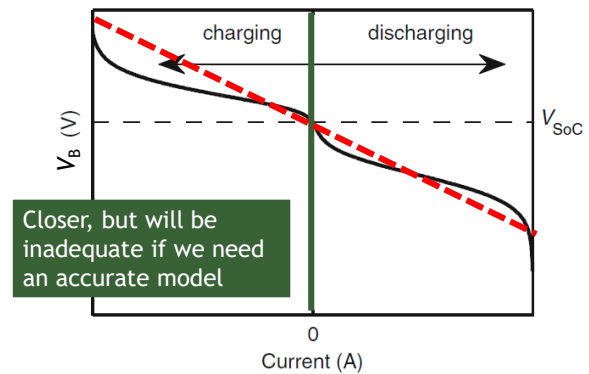 charging
discharging
V_B (V)
V_SoC
Closer, but will be
inadequate if we need
an accurate model
0
Current (A)